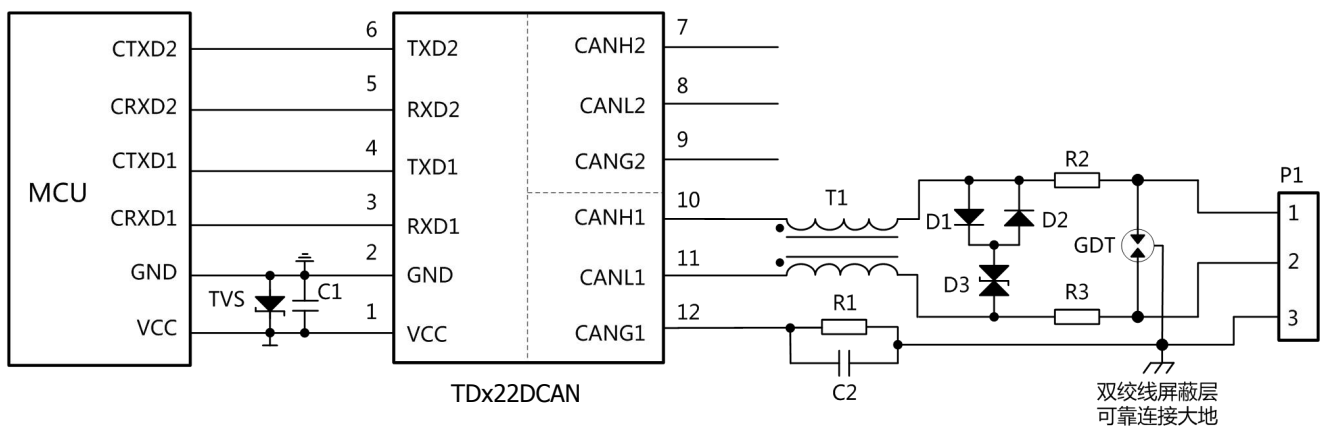 MCU
CTXD2
CRXD2
CTXD1
CRXD1
GND
VCC
TVS
C1
6
5
4
3
2
1
TXD2
RXD2
TXD1
RXD1
GND
VCC
CANH2
CANL2
CANG2
CANH1
CANL1
CANG1
TDx22DCAN
7
8
9
10
11
12
T1
R1
C2
D1
D2
D3
R2
R3
GDT
P1
1
2
3
双绞线屏蔽层
可靠连接大地